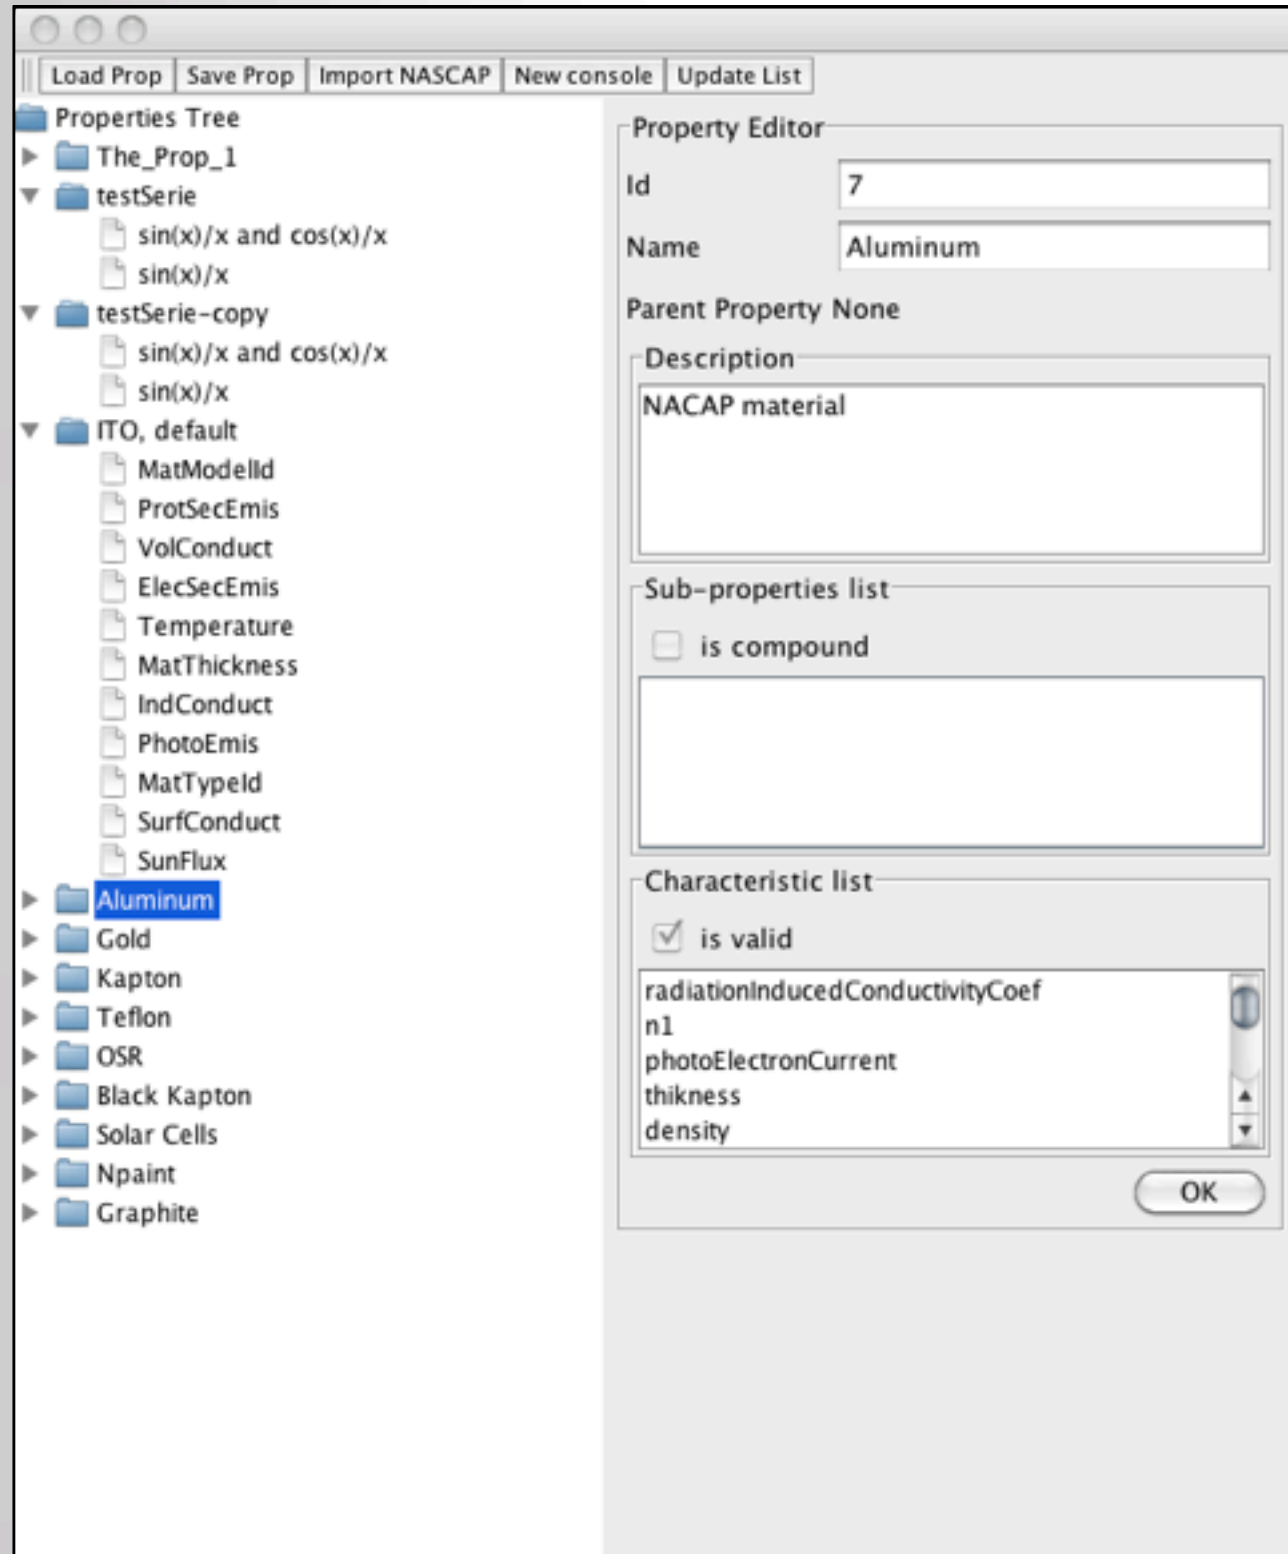 Load Prop Save Prop Import NASCAP New console Update List
Properties Tree
The_Prop_1
testSerie
sin(x)/x and cos(x)/x
sin(x)/x
testSerie-copy
sin(x)/x and cos(x)/x
sin(x)/x
ITO, default
MatModelId
ProtSecEmis
VolConduct
ElecSecEmis
Temperature
MatThickness
IndConduct
PhotoEmis
MatTypeId
SurfConduct
SunFlux
Aluminum
Gold
Kapton
Teflon
OSR
Black Kapton
Solar Cells
Npaint
Graphite
Property Editor
Id 7
Name Aluminum
Parent Property None
Description
NACAP material
Sub-properties list
is compound
Characteristic list
is valid
radiationInducedConductivityCoef
n1
photoElectronCurrent
thikness
density
OK